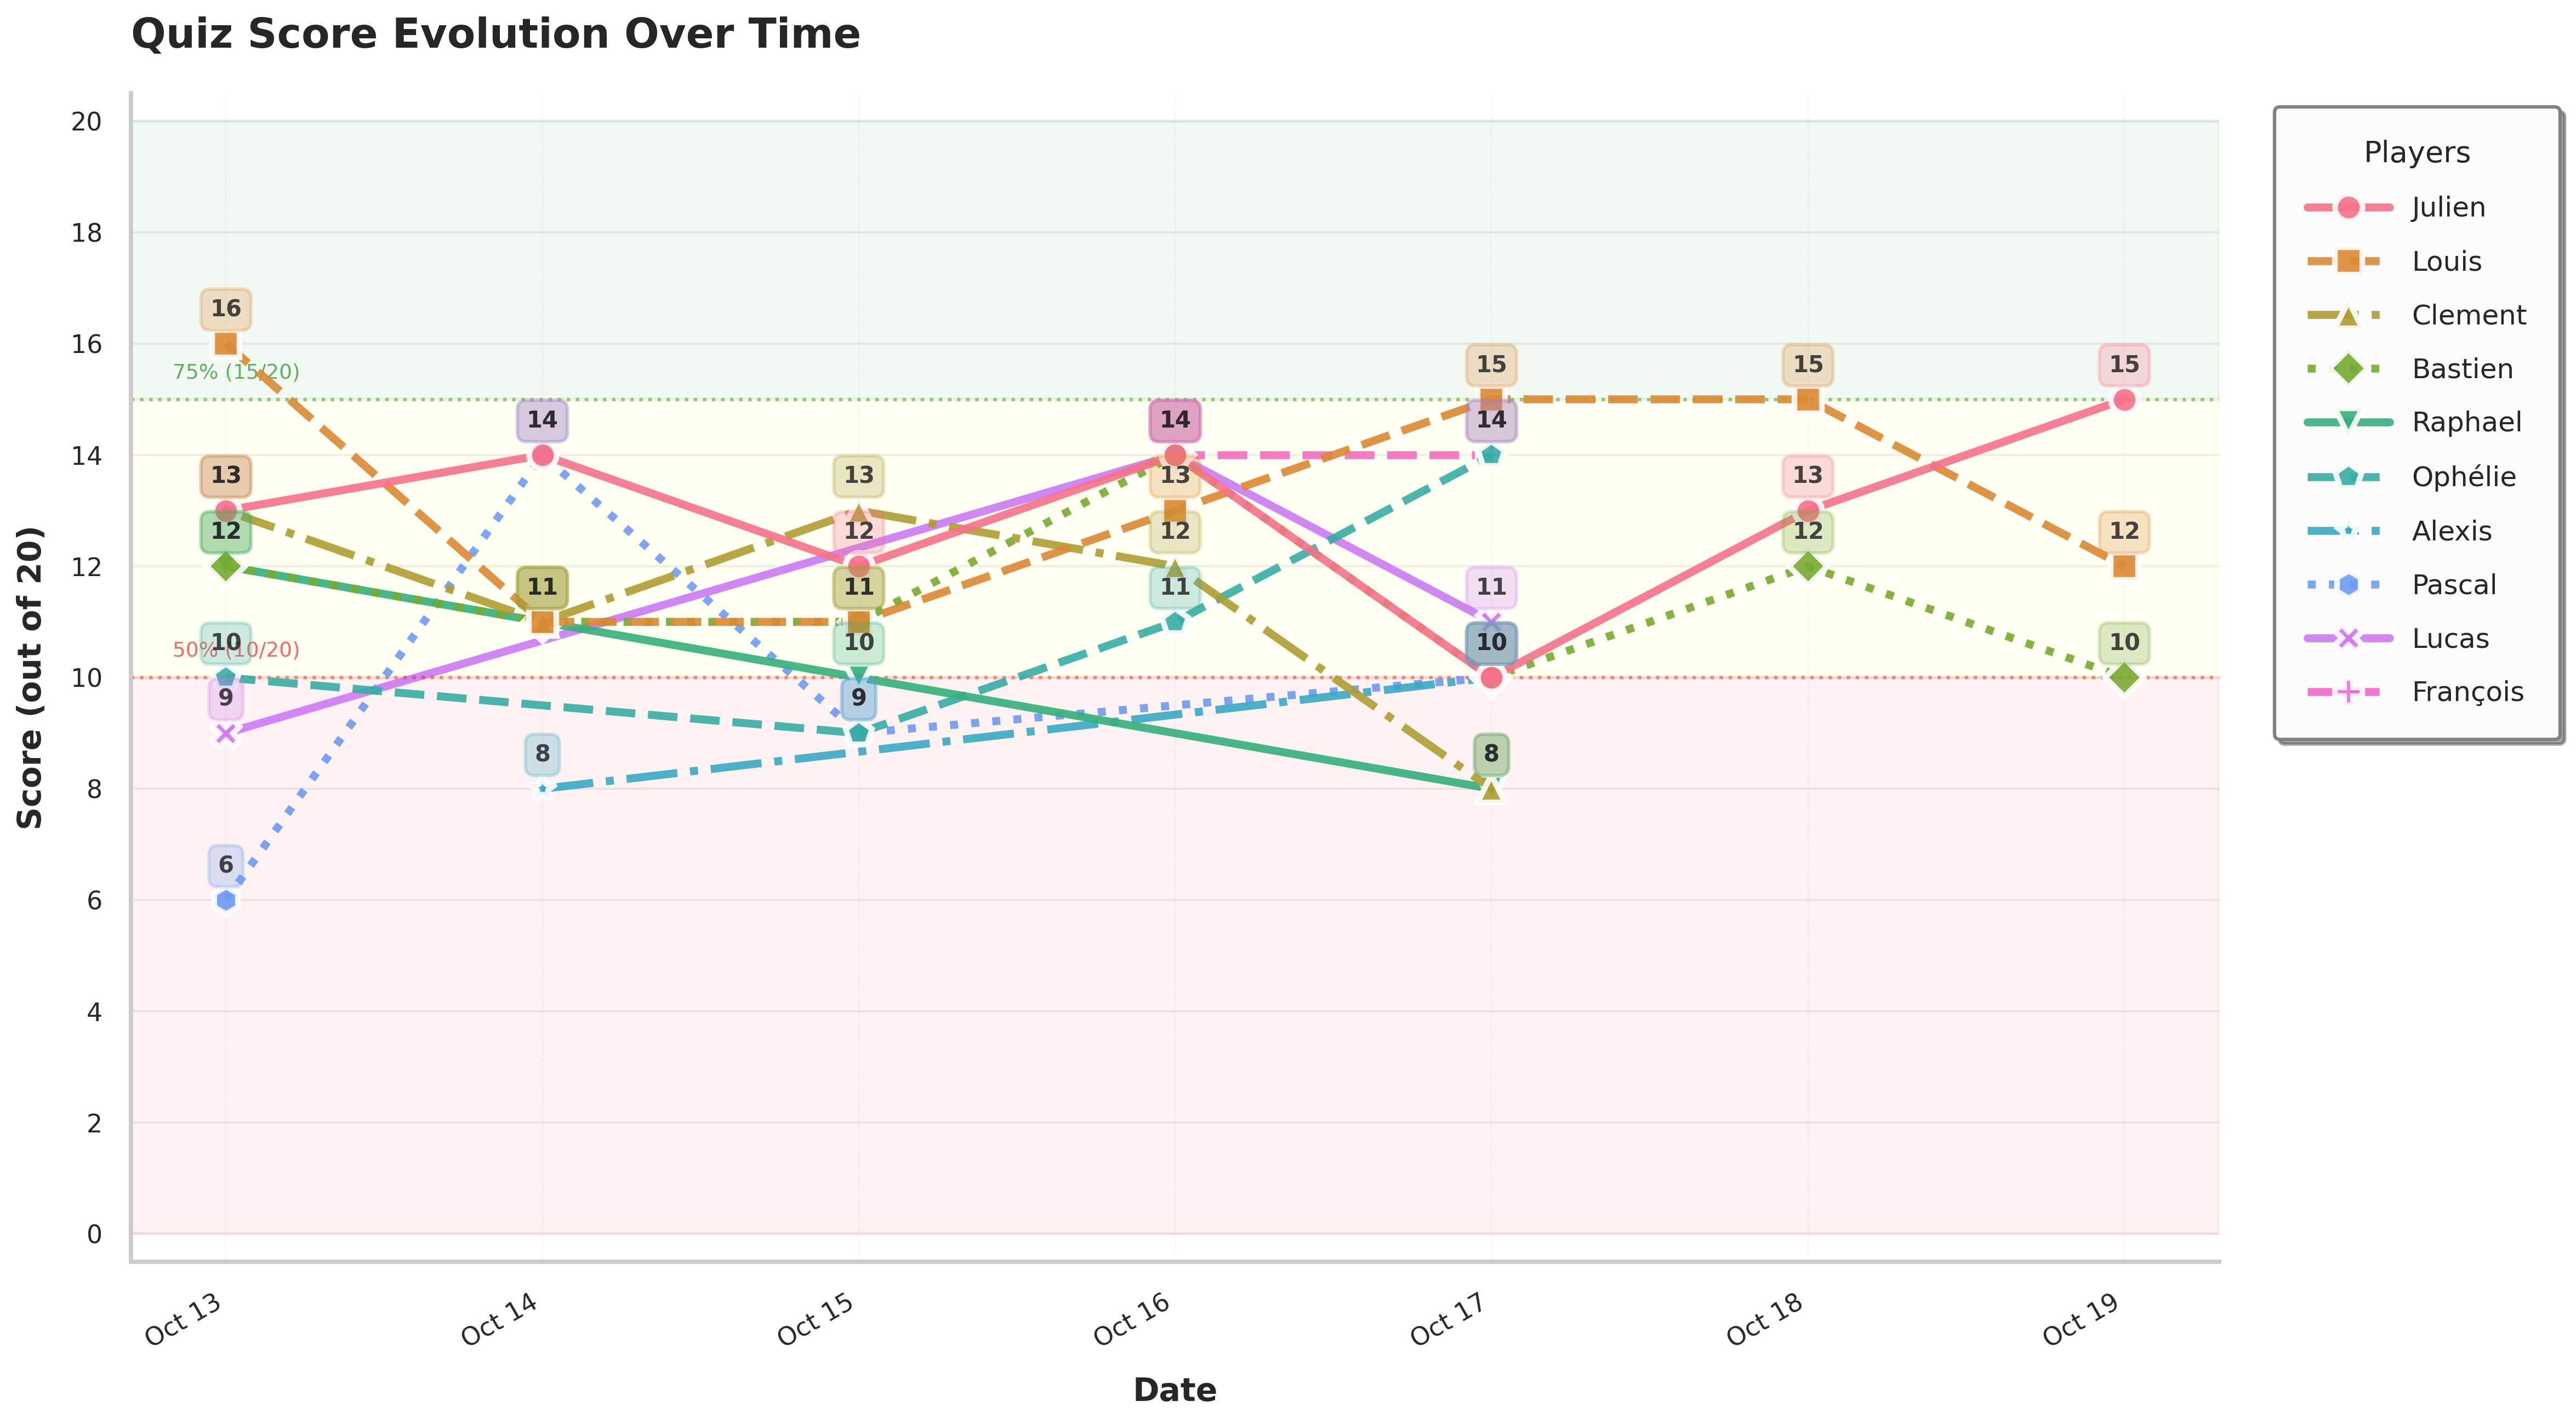 Quiz Score Evolution Over Time
Score (out of 20)
20
18
16
14
12
10
8
6
4
2
0
75% (15/20)
50% (10/20)
16
13
12
10
9
6
14
11
8
13
12
11
10
9
14
13
12
11
15
14
11
10
8
15
13
12
15
12
10
Oct 13
Oct 14
Oct 15
Oct 16
Oct 17
Oct 18
Oct 19
Date
Players
Julien
Louis
Clement
Bastien
Raphael
Ophélie
Alexis
Pascal
Lucas
François